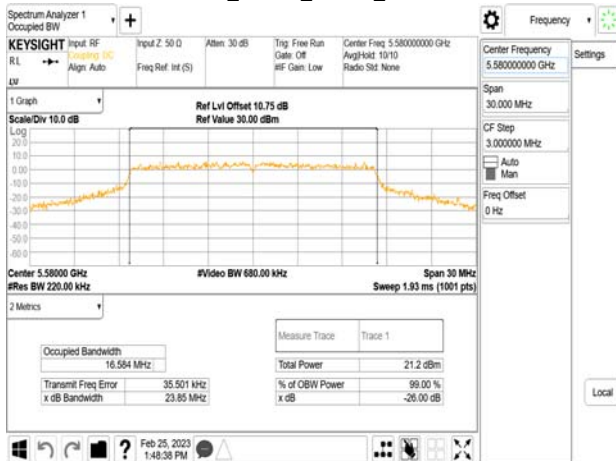 Spectrum Analyzer 1
Occupied BW
+
Frequency
KEYSIGHT
Input: RF
Coupling: DC
Align: Auto
Input Z: 50 Ω
Freq Ref: Int (S)
Atten: 30 dB
Trig: Free Run
Gate: Off
#IF Gain: Low
Center Freq: 5.580000000 GHz
Avg|Hold: 10/10
Radio Std: None
RL
Center Frequency
5.580000000 GHz
Settings
Span
30.000 MHz
CF Step
3.000000 MHz
Auto
Man
Freq Offset
0 Hz
Local
1 Graph
Ref Lvl Offset 10.75 dB
Scale/Div 10.0 dB
Ref Value 30.00 dBm
Log
20.0
10.0
0.00
-10.0
-20.0
-30.0
-40.0
-50.0
-60.0
Center 5.58000 GHz
#Video BW 680.00 kHz
Span 30 MHz
#Res BW 220.00 kHz
Sweep 1.93 ms (1001 pts)
2 Metrics
Measure Trace
Trace 1
Occupied Bandwidth
16.584 MHz
Total Power
21.2 dBm
Transmit Freq Error
35.501 kHz
% of OBW Power
99.00 %
x dB Bandwidth
23.85 MHz
x dB
-26.00 dB
?
Feb 25, 2023
1:48:38 PM